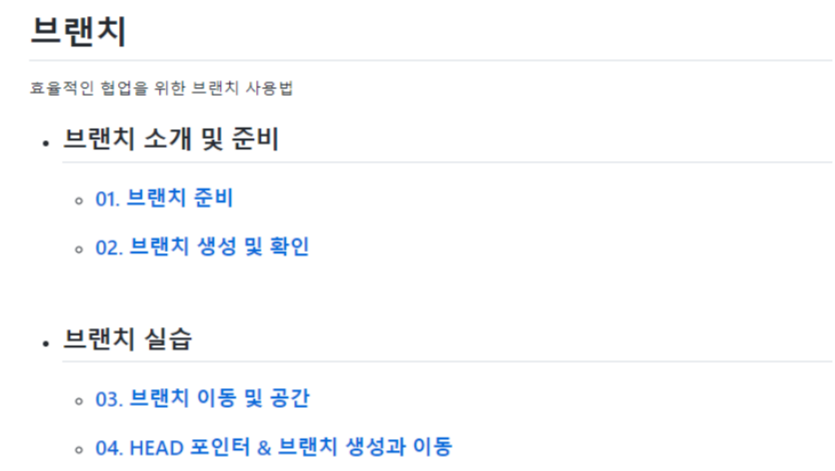 브랜치
효율적인 협업을 위한 브랜치 사용법
브랜치 소개 및 준비
01. 브랜치 준비
02. 브랜치 생성 및 확인
브랜치 실습
03. 브랜치 이동 및 공간
04. HEAD 포인터 & 브랜치 생성과 이동